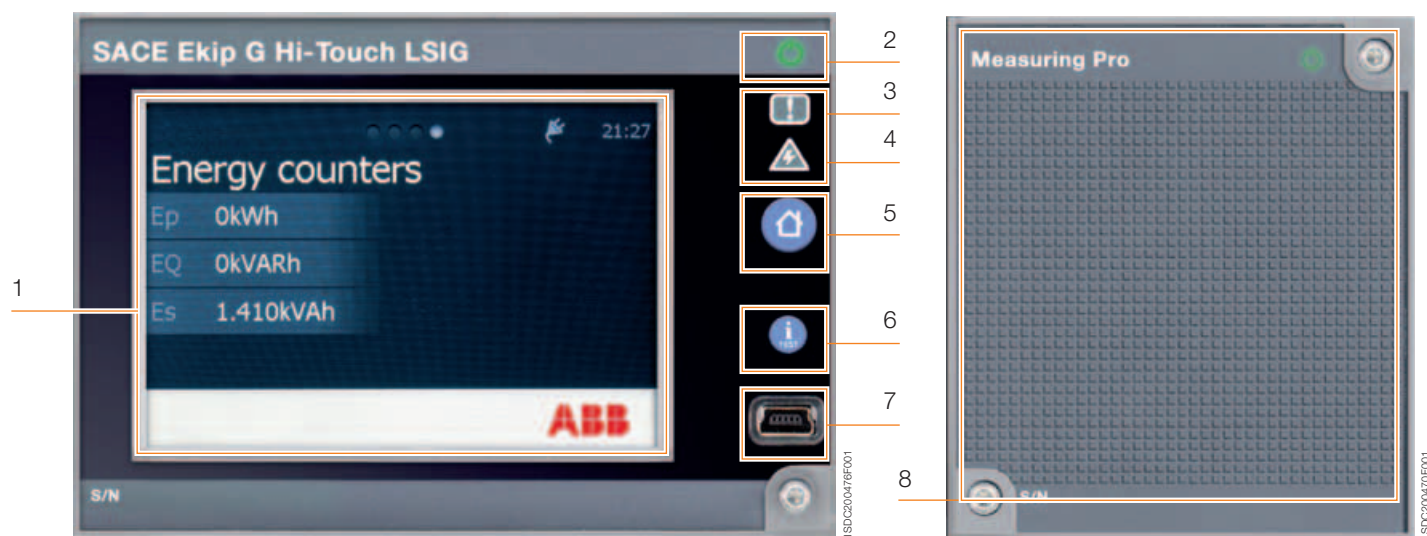 SACE Ekip G Hi-Touch LSIG
21:27
Energy counters
Ep 0kWh
EQ 0kVARh
Es 1.410kVAh
ABB
S/N
1
2
3
4
5
6
i
TEST
7
8
1SDC200476F001
Measuring Pro
S/N
1SDC200470F001